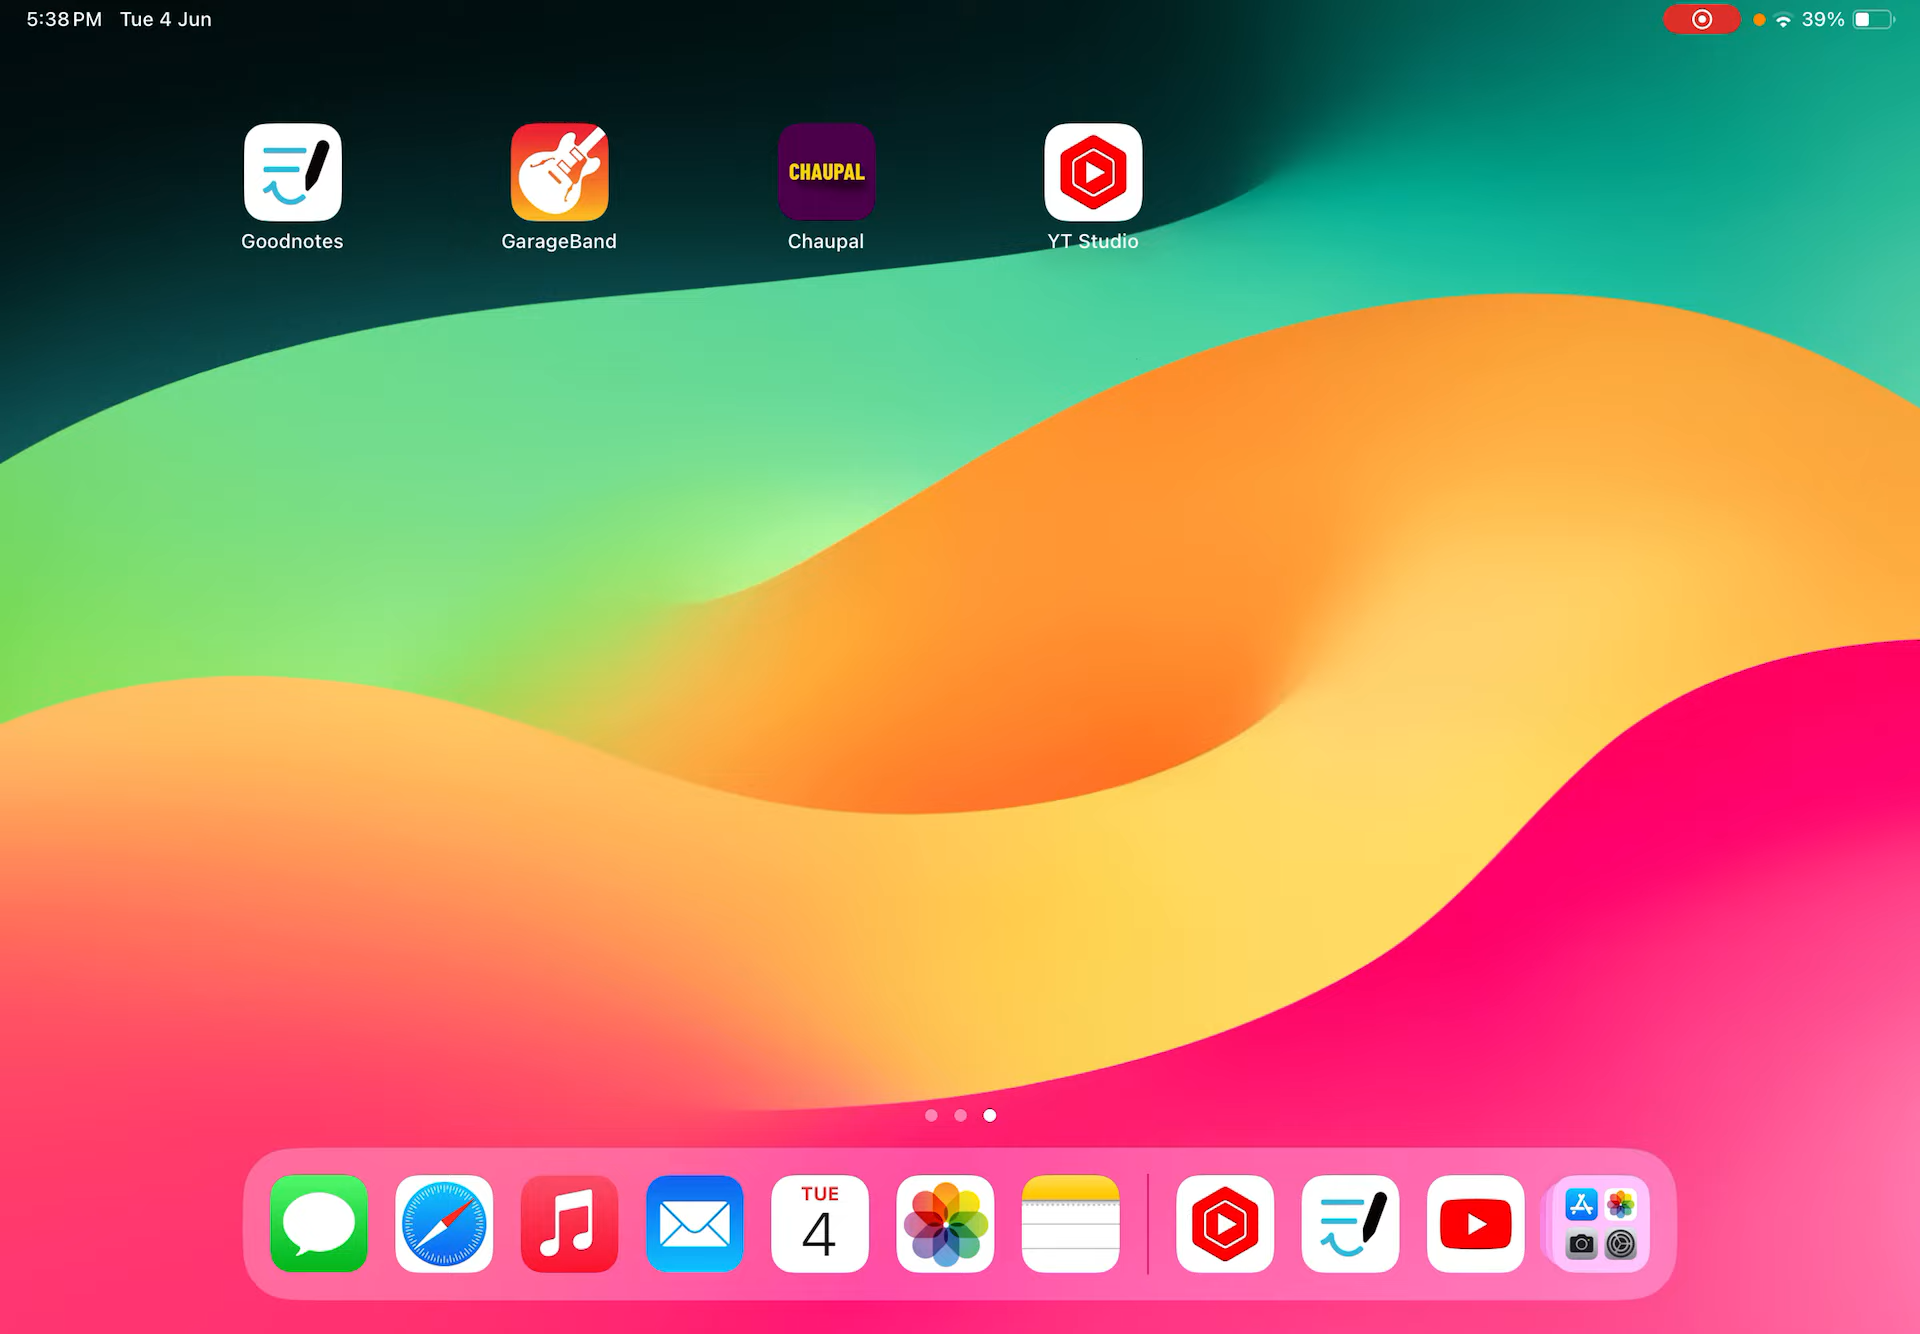 5:38 PM Tue 4 Jun 39%
CHAUPAL
Goodnotes GarageBand Chaupal YT Studio
TUE
4